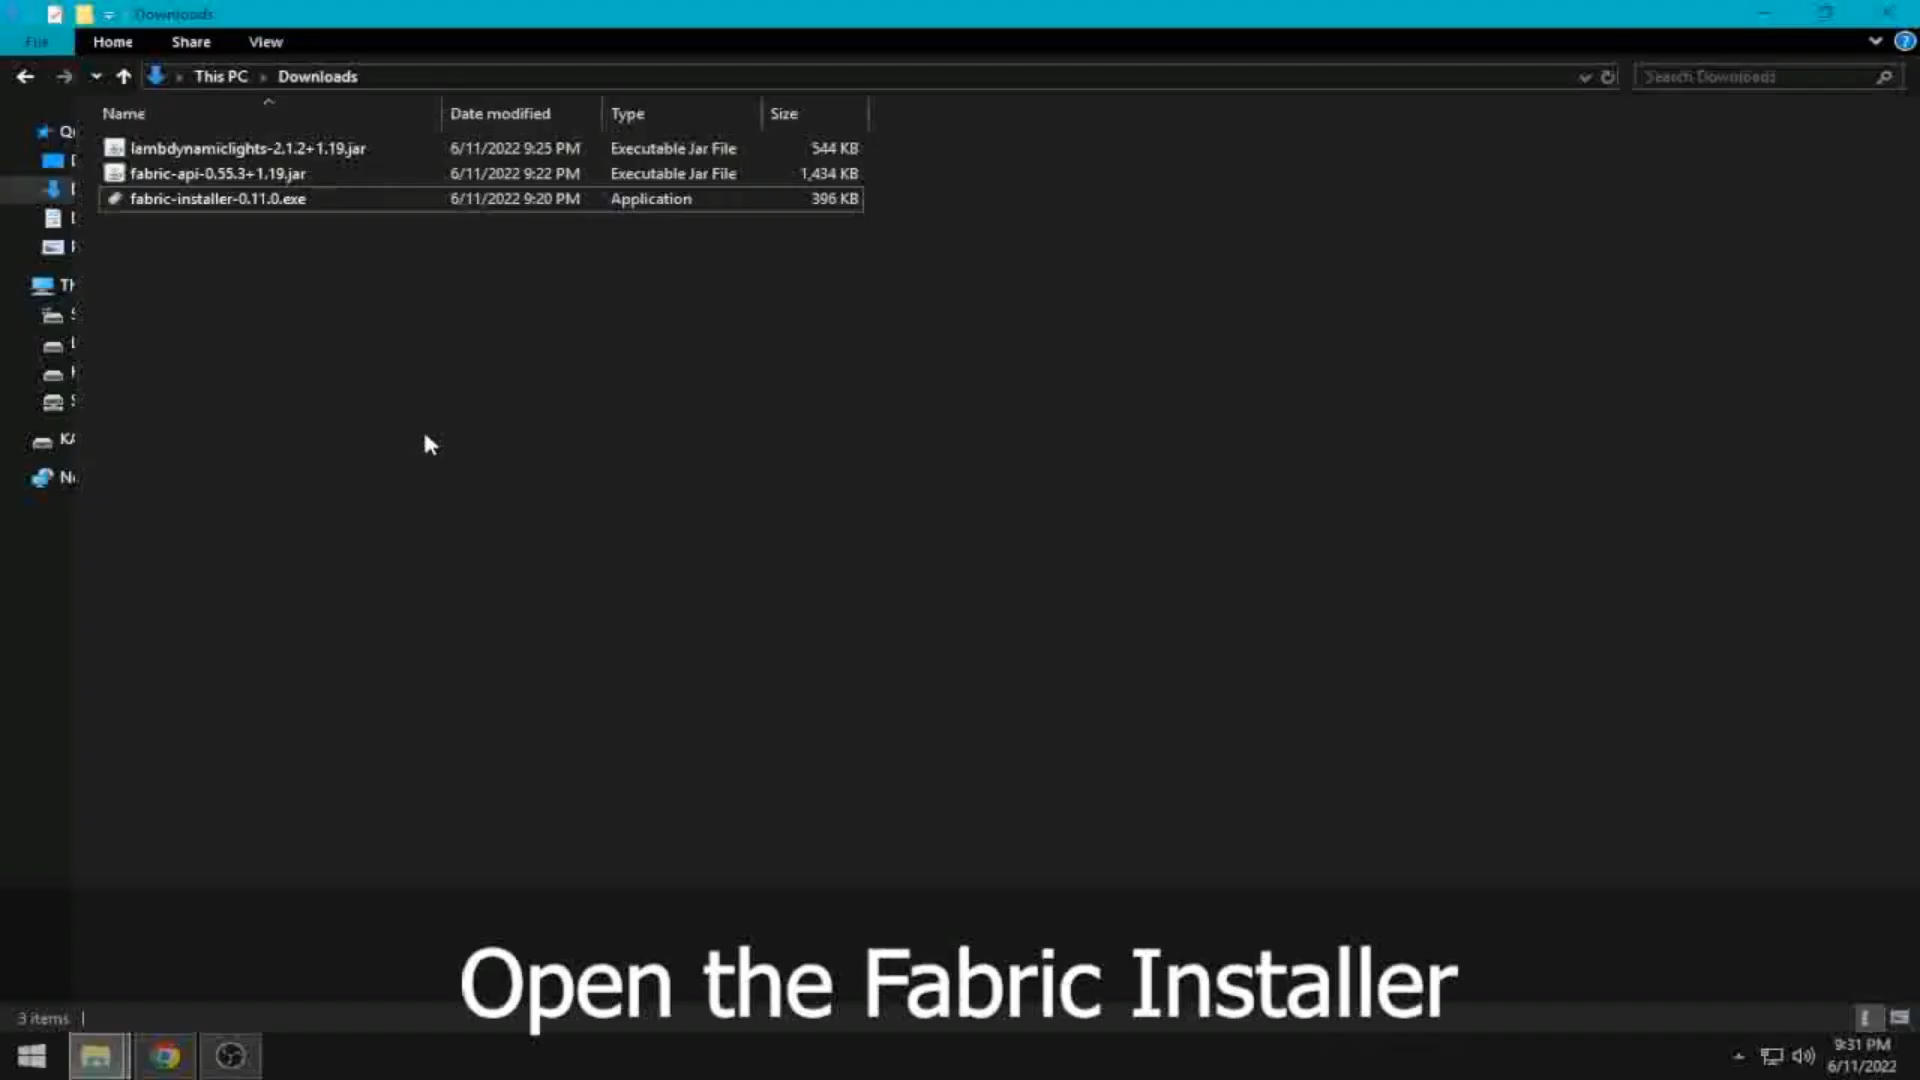 Downloads
File Home Share View
This PC Downloads Search Downloads
Name Date modified Type Size
lambdynamiclights-2.1.2+1.19.jar 6/11/2022 9:25 PM Executable Jar File 544 KB
fabric-api-0.55.3+1.19.jar 6/11/2022 9:22 PM Executable Jar File 1,434 KB
fabric-installer-0.11.0.exe 6/11/2022 9:20 PM Application 396 KB
Open the Fabric Installer
3 items
9:31 PM
6/11/2022